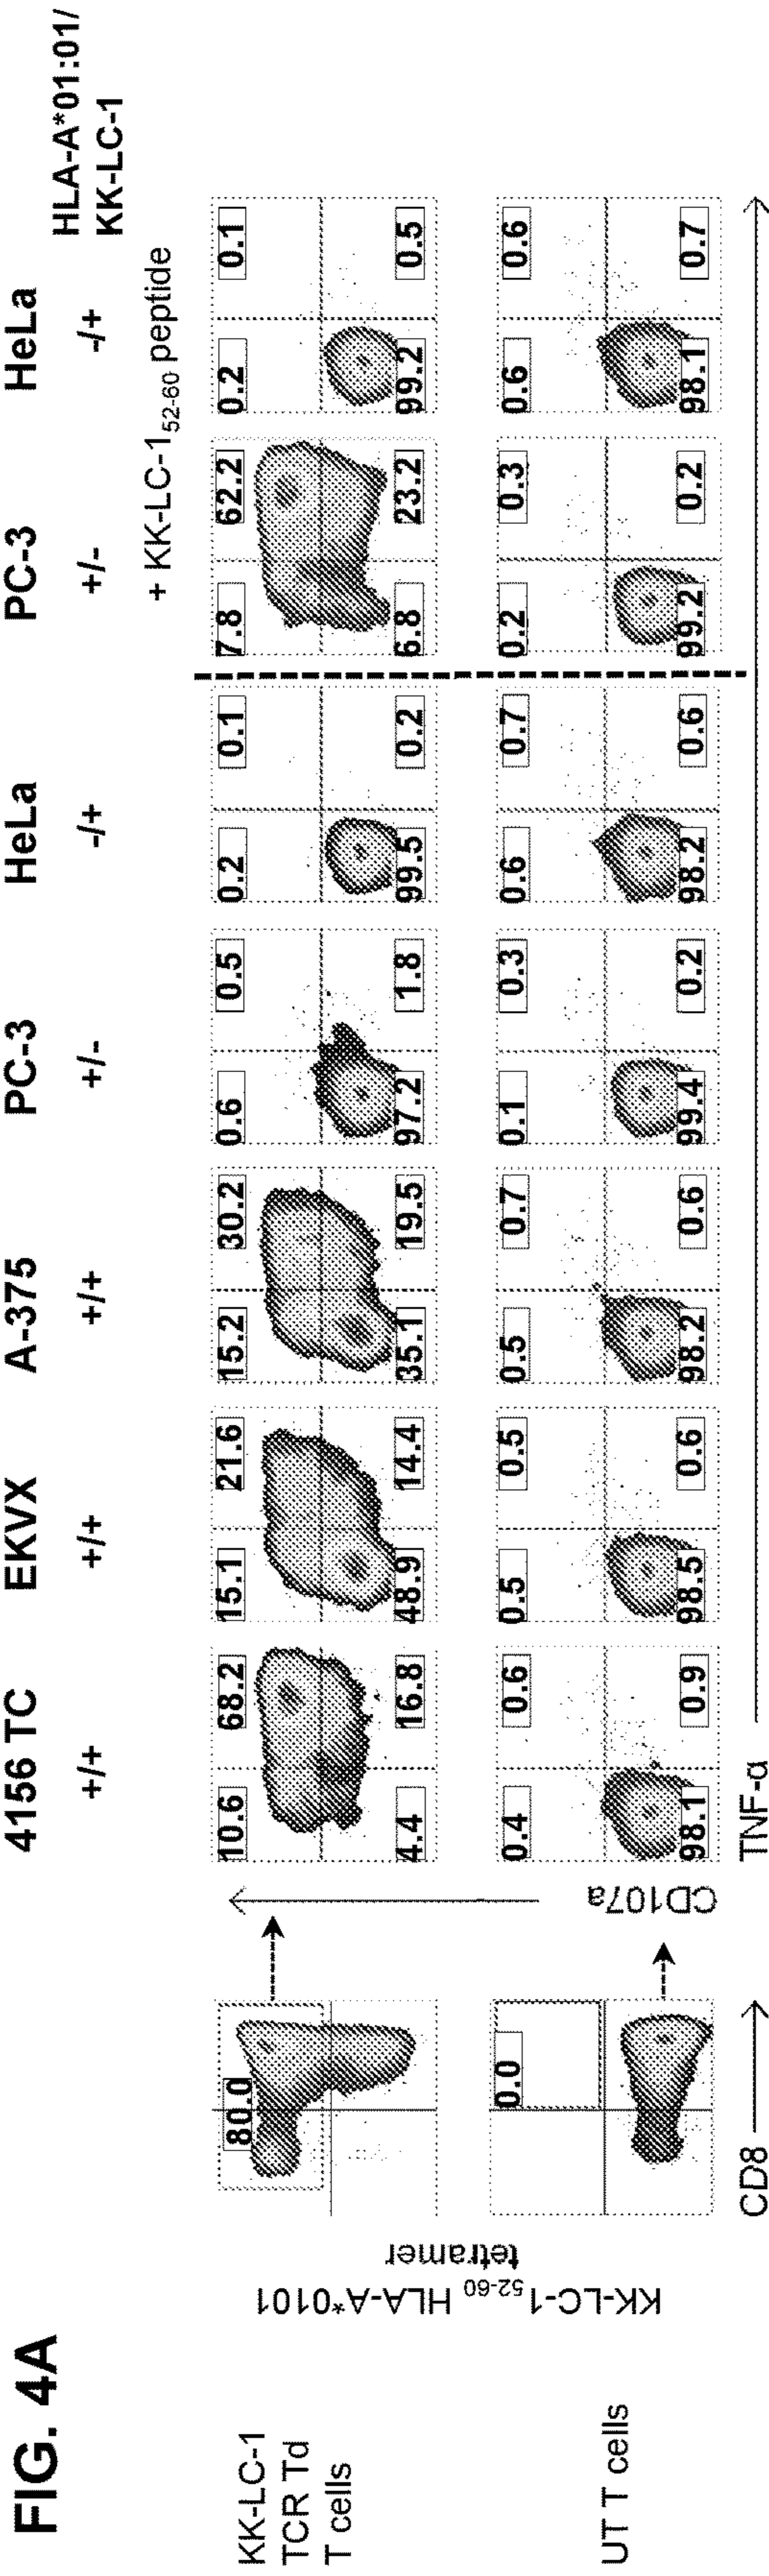 FIG. 4A
4156 TC
EKVX
A-375
PC-3
HeLa
PC-3
HeLa
HLA-A*01:01/
KK-LC-1
+/+
+/+
+/+
+/-
-/+
+/-
-/+
+ KK-LC-152-60 peptide
KK-LC-1
TCR Td
T cells
80.0
10.6 68.2
4.4 16.8
15.1 21.6
48.9 14.4
15.2 30.2
35.1 19.5
0.6 0.5
97.2 1.8
0.2 0.1
99.5 0.2
7.8 62.2
6.8 23.2
0.2 0.1
99.2 0.5
UT T cells
0.0
0.4 0.6
98.1 0.9
0.5 0.5
98.5 0.6
0.5 0.7
98.2 0.6
0.1 0.3
99.4 0.2
0.6 0.7
98.2 0.6
0.2 0.3
99.2 0.2
0.6 0.6
98.1 0.7
KK-LC-152-60 HLA-A*0101
tetramer
CD8
CD107a
TNF-α